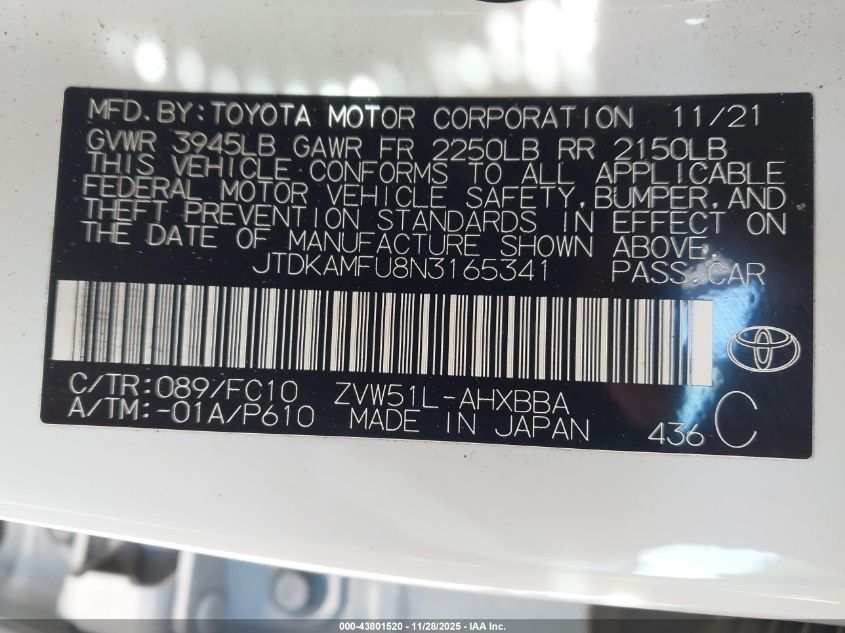 MFD.BY:TOYOTA MOTOR CORPORATION 11/21
GVWR 3945LB GAWR FR 2250LB RR 2150LB
THIS VEHICLE CONFORMS TO ALL APPLICABLE
FEDERAL MOTOR VEHICLE SAFETY,BUMPER,AND
THEFT PREVENTION STANDARDS IN EFFECT ON
THE DATE OF MANUFACTURE SHOWN ABOVE.
JTDKAMFU8N3165341 PASS.CAR
C/TR:089/FC10 ZVW51L-AHXBBA
A/TM:-01A/P610 MADE IN JAPAN 436 C
000-43801520 - 11/28/2025 - IAA Inc.